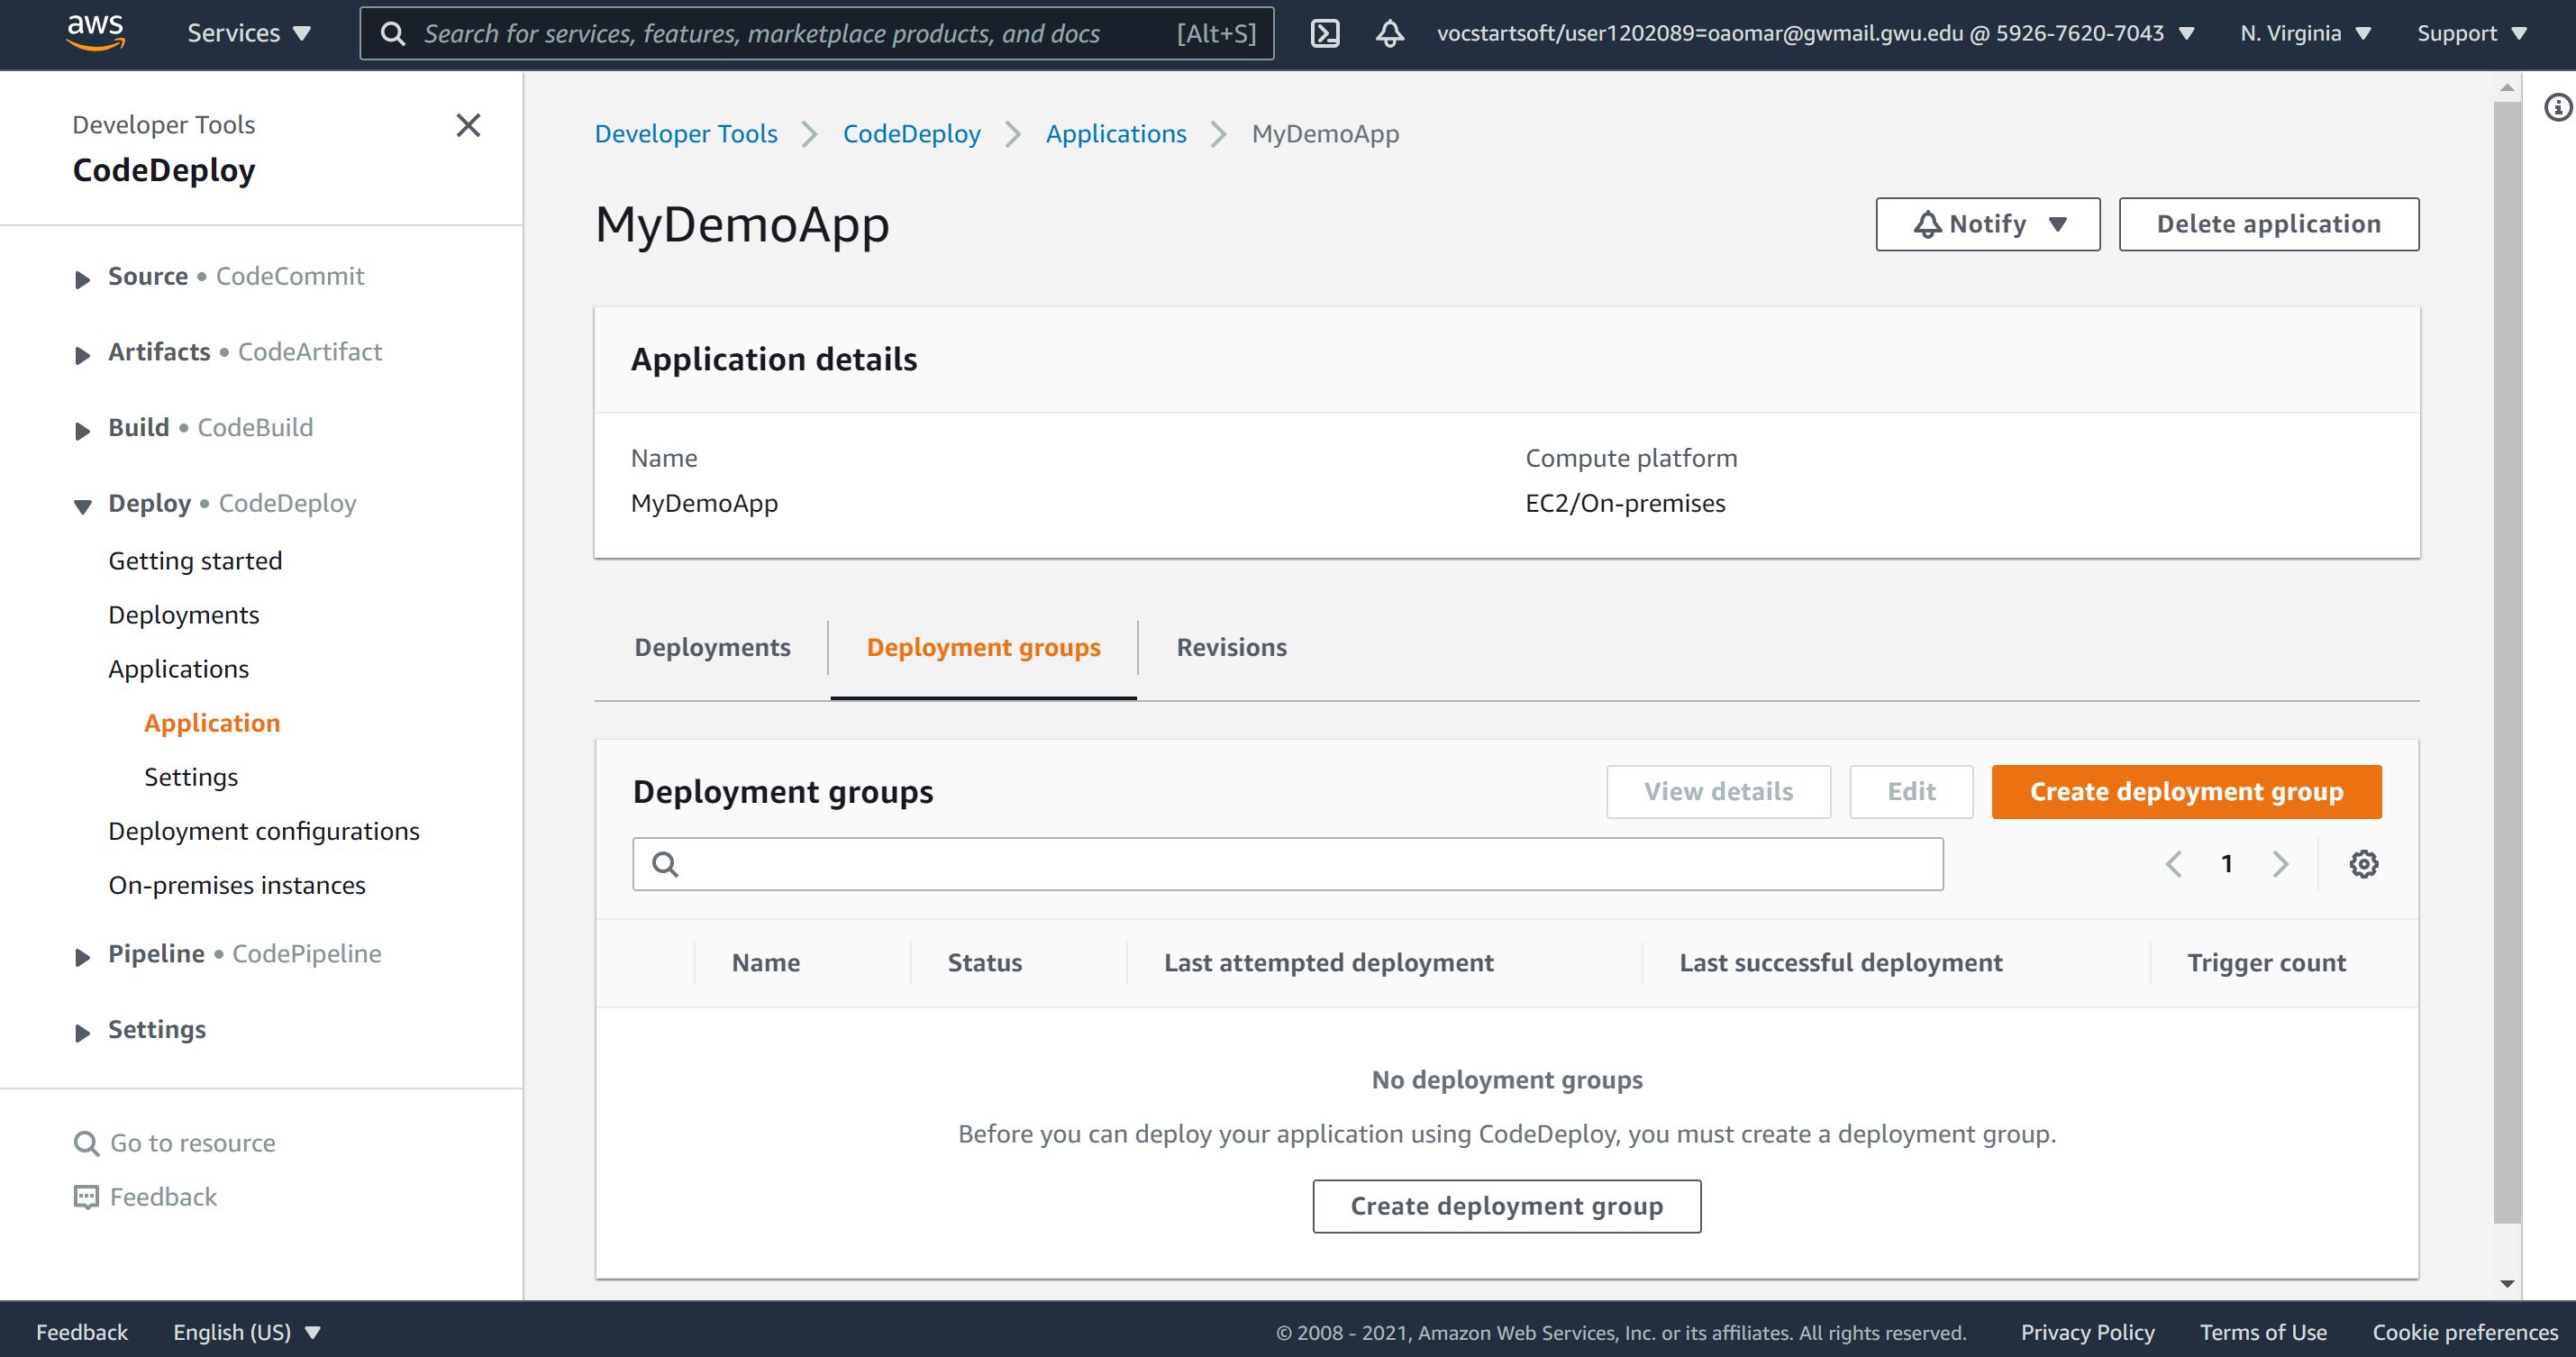 aws
Services
Search for services, features, marketplace products, and docs [Alt+S]
vocstartsoft/user1202089=oaomar@gwmail.gwu.edu @ 5926-7620-7043
N. Virginia
Support
Developer Tools
CodeDeploy
Source • CodeCommit
Artifacts • CodeArtifact
Build • CodeBuild
Deploy • CodeDeploy
Getting started
Deployments
Applications
Application
Settings
Deployment configurations
On-premises instances
Pipeline • CodePipeline
Settings
Go to resource
Feedback
Developer Tools > CodeDeploy > Applications > MyDemoApp
MyDemoApp
Notify
Delete application
Application details
Name
MyDemoApp
Compute platform
EC2/On-premises
Deployments
Deployment groups
Revisions
Deployment groups
View details
Edit
Create deployment group
1
Name
Status
Last attempted deployment
Last successful deployment
Trigger count
No deployment groups
Before you can deploy your application using CodeDeploy, you must create a deployment group.
Create deployment group
Feedback
English (US)
© 2008 - 2021, Amazon Web Services, Inc. or its affiliates. All rights reserved.
Privacy Policy
Terms of Use
Cookie preferences